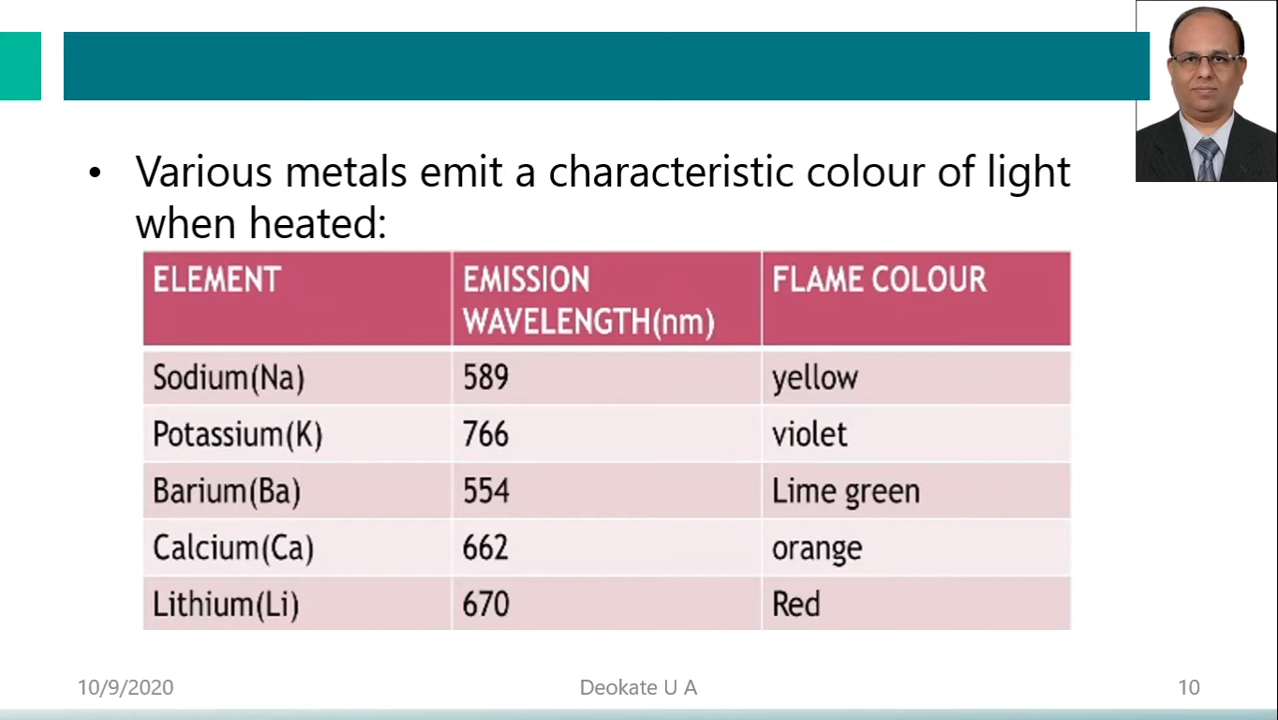 • Various metals emit a characteristic colour of light
when heated:
ELEMENT EMISSION WAVELENGTH(nm) FLAME COLOUR
Sodium(Na) 589 yellow
Potassium(K) 766 violet
Barium(Ba) 554 Lime green
Calcium(Ca) 662 orange
Lithium(Li) 670 Red
10/9/2020 Deokate U A 10